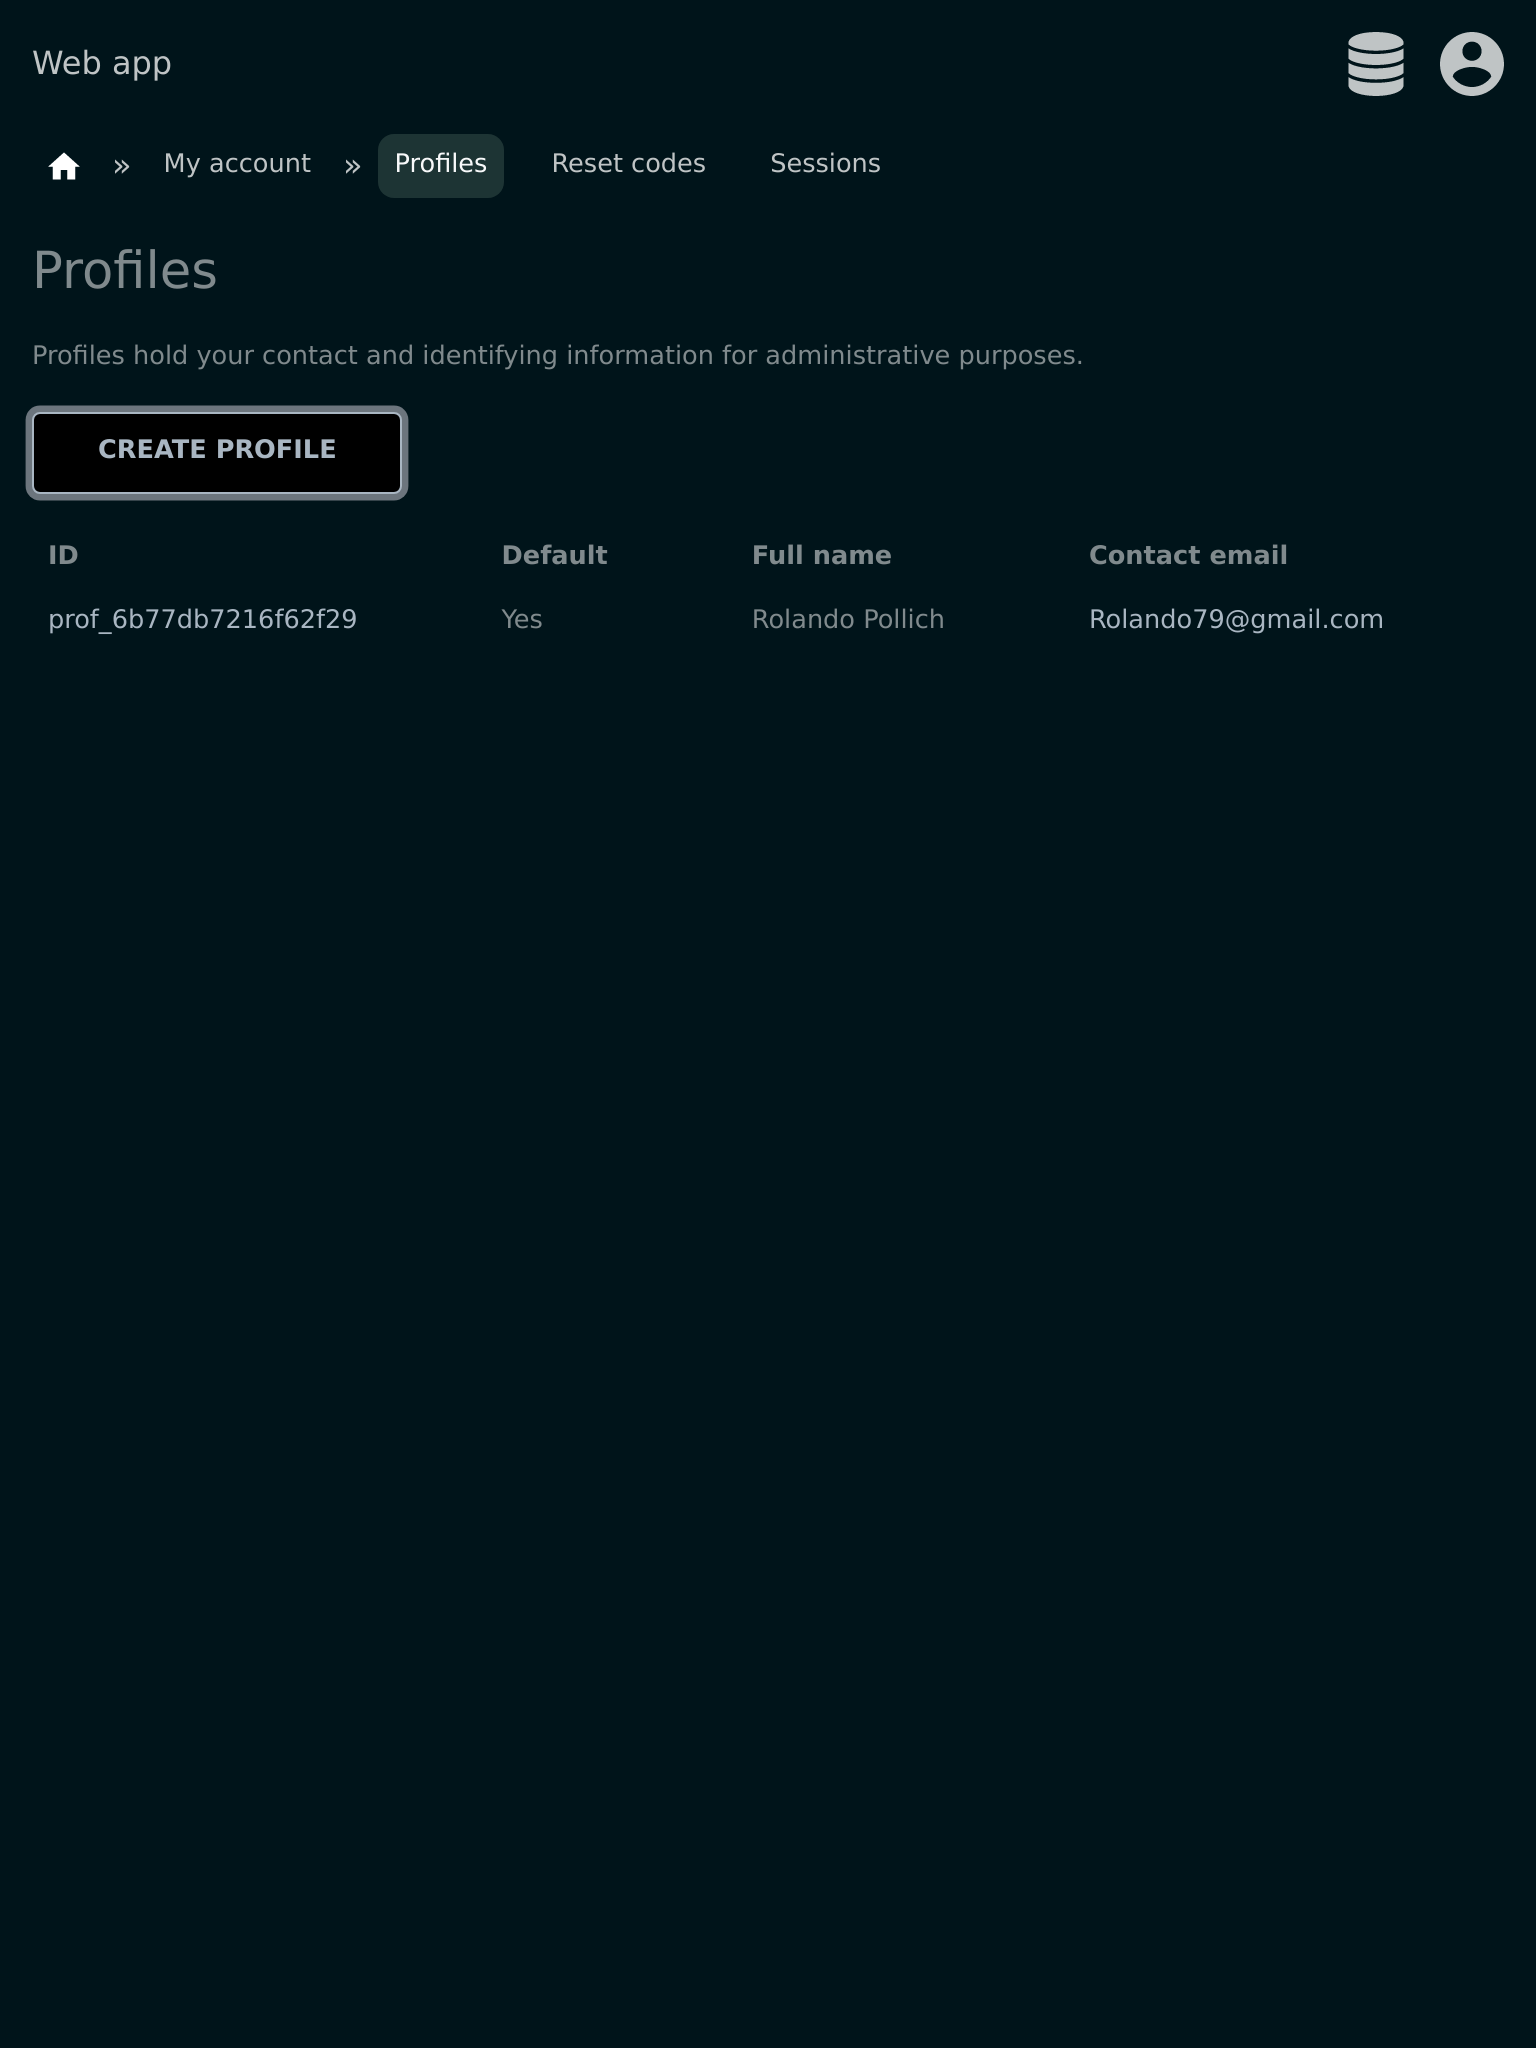 Web app
» My account » Profiles Reset codes Sessions
Profiles
Profiles hold your contact and identifying information for administrative purposes.
CREATE PROFILE
ID Default Full name Contact email
prof_6b77db7216f62f29 Yes Rolando Pollich Rolando79@gmail.com